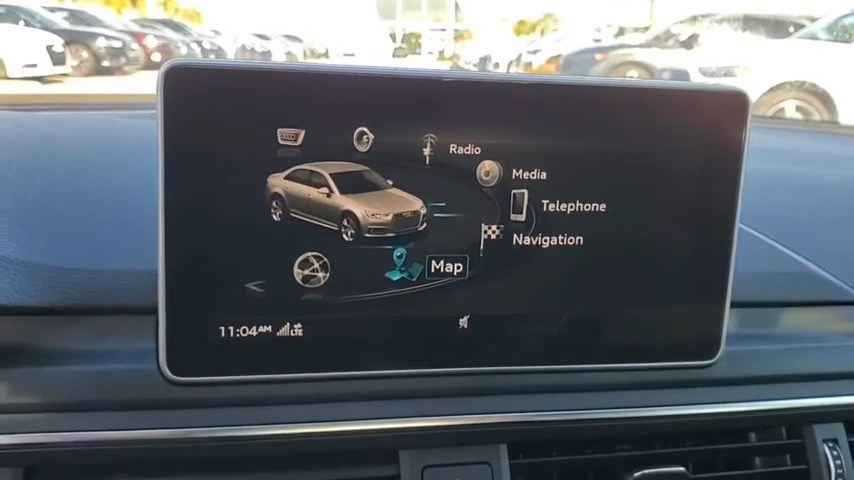 Radio
Media
Telephone
Navigation
Map
11:04AM LTE